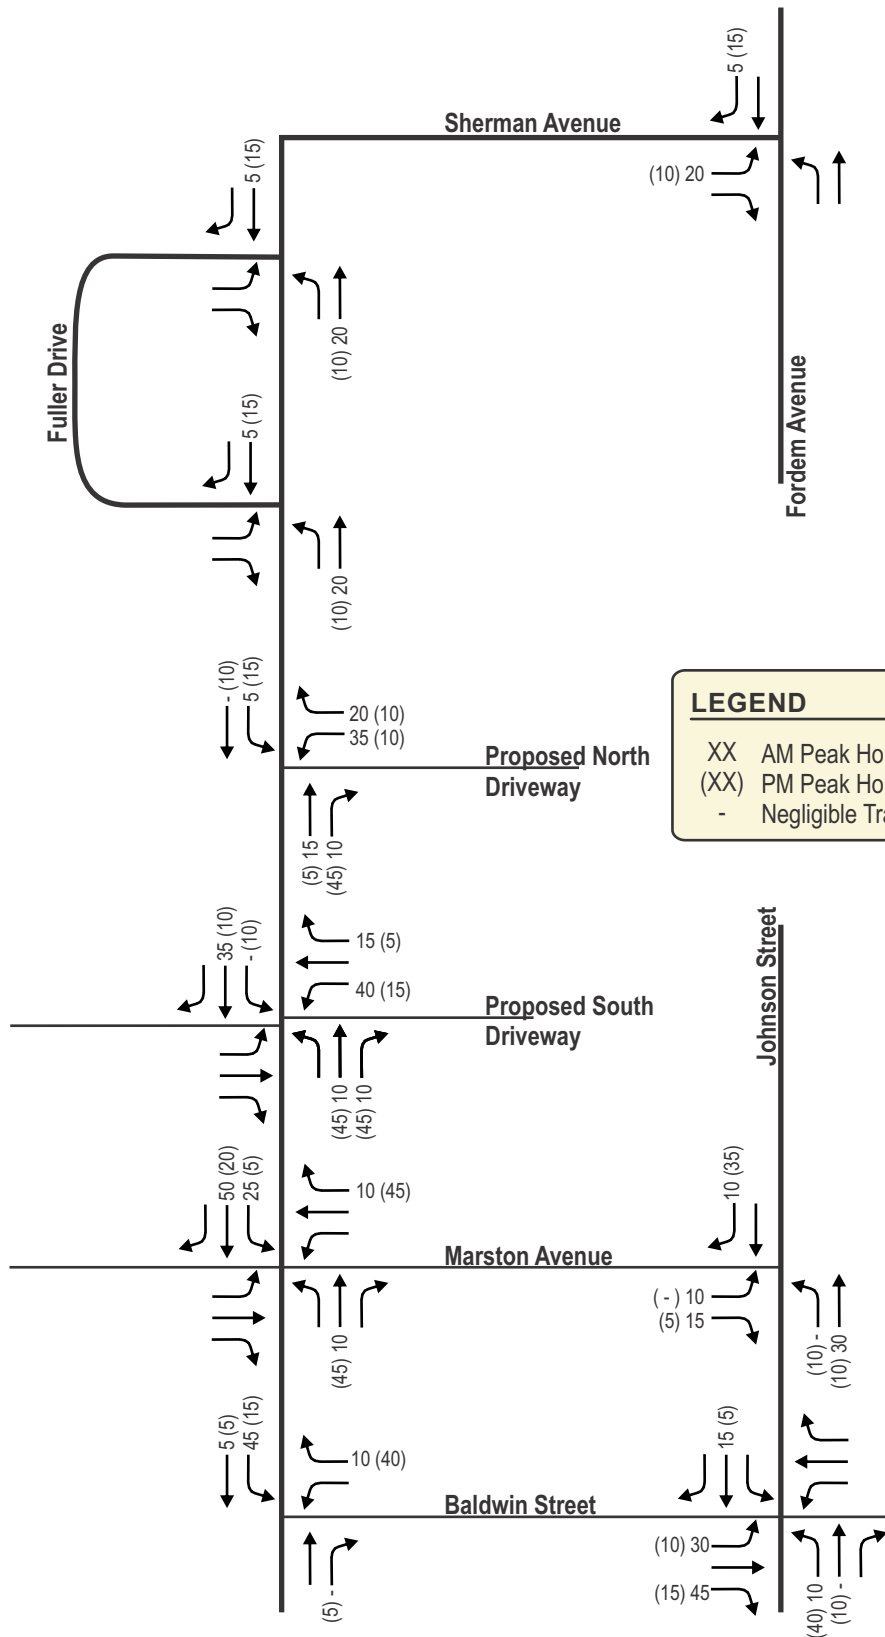 5 (15)
Sherman Avenue
(10) 20
5 (15)
Fuller Drive
(10) 20
Fordem Avenue
5 (15)
(10) 20
- (10)
5 (15)
20 (10)
35 (10)
Proposed North
Driveway
LEGEND
XX AM Peak Ho
(XX) PM Peak Ho
- Negligible Tra
(5) 15
(45) 10
35 (10)
- (10)
15 (5)
40 (15)
Proposed South
Driveway
Johnson Street
(45) 10
(45) 10
50 (20)
25 (5)
10 (45)
10 (35)
Marston Avenue
(45) 10
( - ) 10
(5) 15
(10) -
(10) 30
5 (5)
45 (15)
10 (40)
15 (5)
Baldwin Street
(5) -
(10) 30
(15) 45
(40) 10
(10) -